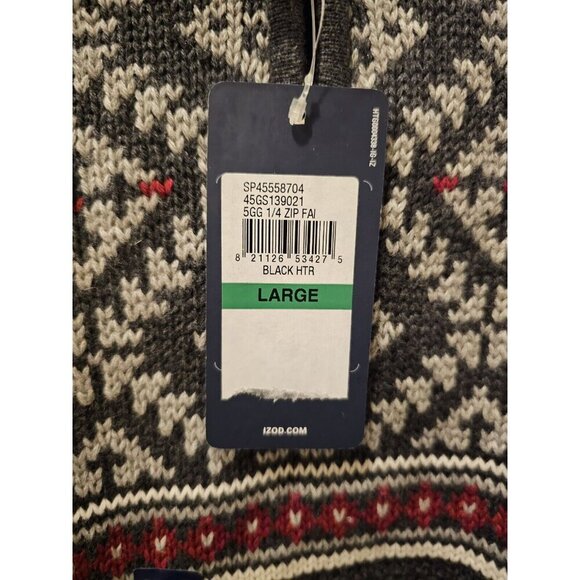 SP45558704
45GS139021
5GG 1/4 ZIP FAI
8 21126 53427 5
BLACK HTR
LARGE
IZOD.COM